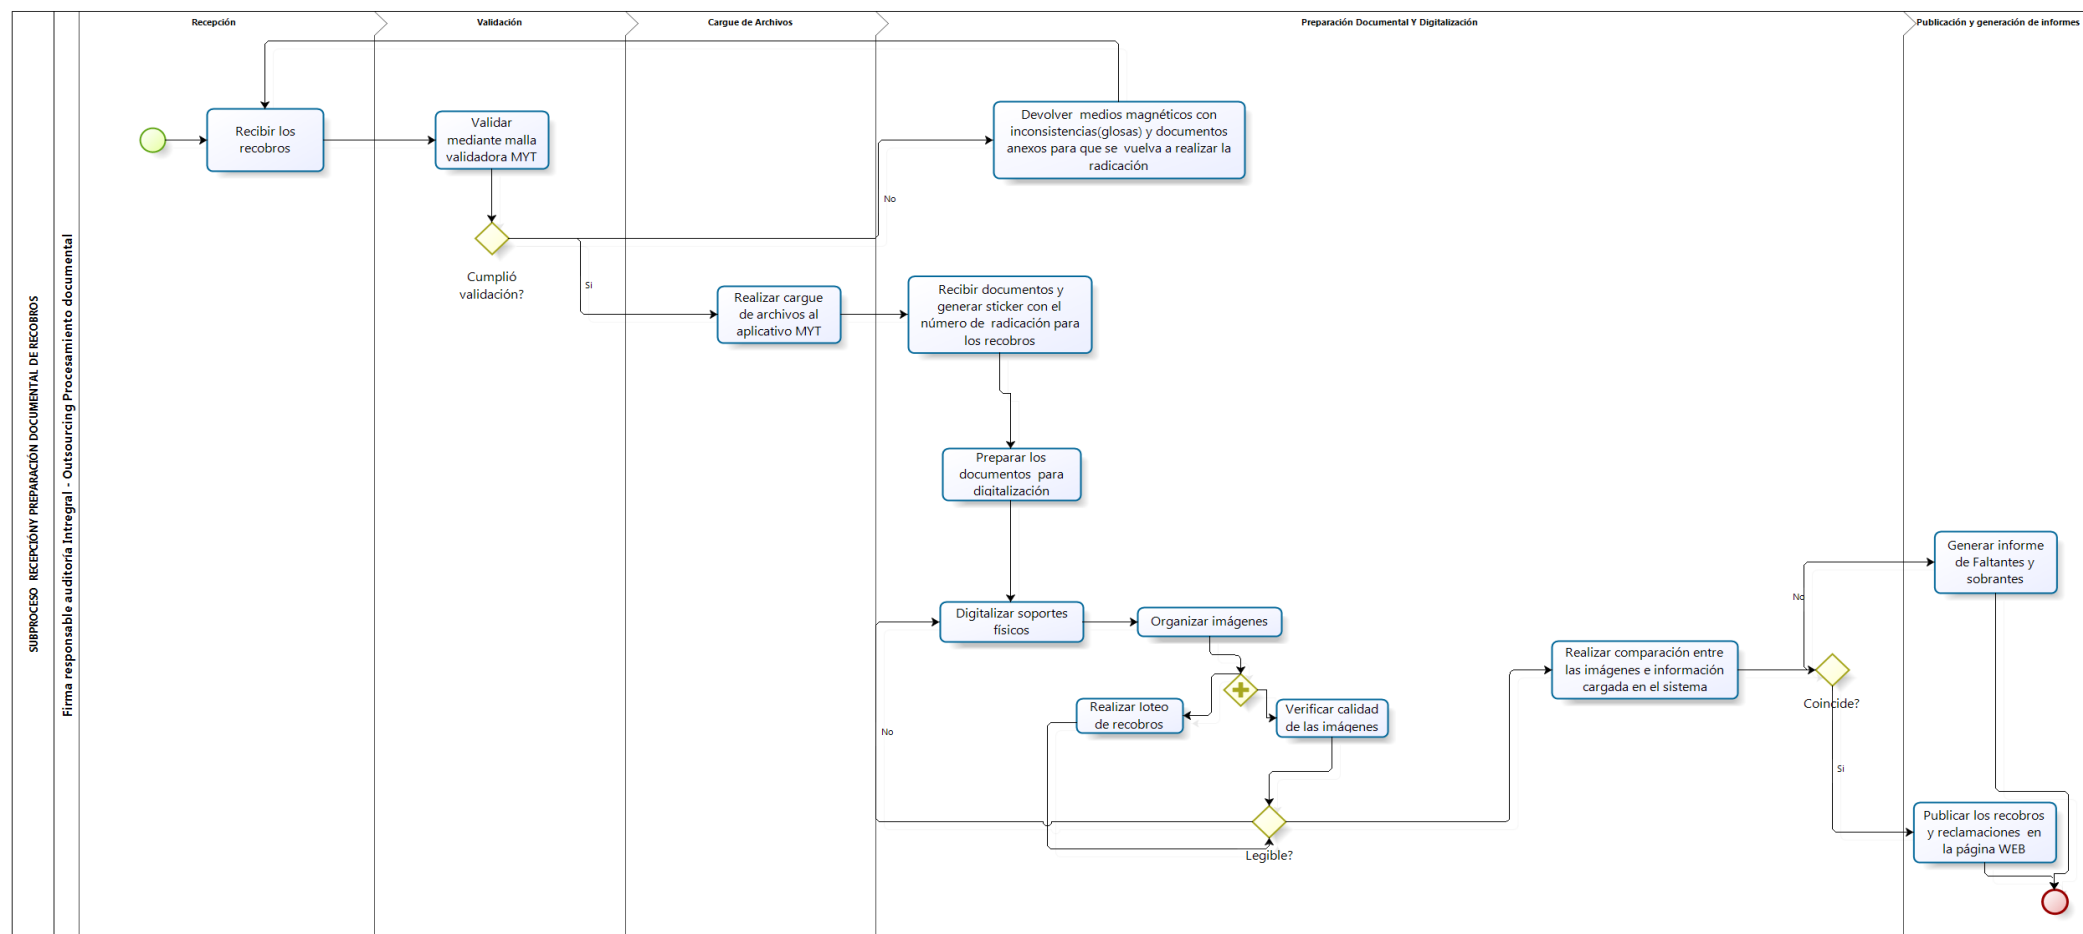 Recepción
Validación
Cargue de Archivos
Preparación Documental Y Digitalización
Publicación y generación de informes
SUBPROCESO RECEPCIÓNY PREPARACIÓN DOCUMENTAL DE RECOBROS
Firma responsable auditoría Intregral - Outsourcing Procesamiento documental
Recibir los
recobros
Validar
mediante malla
validadora MYT
Devolver medios magnéticos con
inconsistencias(glosas) y documentos
anexos para que se vuelva a realizar la
radicación
No
Cumplió
validación?
Si
Realizar cargue
de archivos al
aplicativo MYT
Recibir documentos y
generar sticker con el
número de radicación para
los recobros
Preparar los
documentos para
digitalización
Digitalizar soportes
físicos
Organizar imágenes
Realizar loteo
de recobros
Verificar calidad
de las imágenes
No
Legible?
Realizar comparación entre
las imágenes e información
cargada en el sistema
No
Coincide?
Si
Generar informe
de Faltantes y
sobrantes
Publicar los recobros
y reclamaciones en
la página WEB